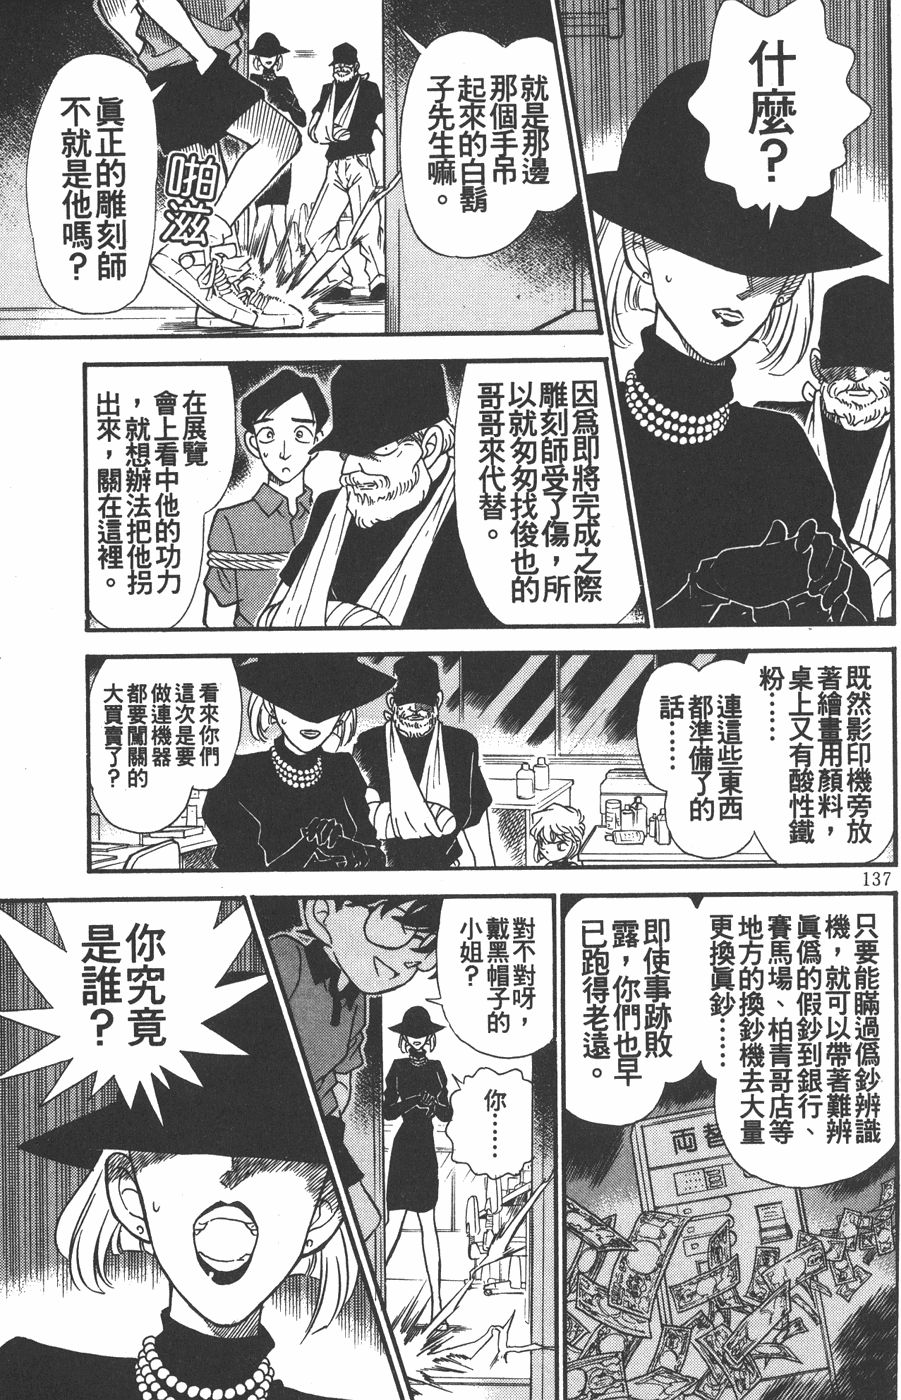 什麼？
就是那邊
那個手吊
起來的白鬍
子先生嘛。
眞正的雕刻師
不就是他嗎？
啪滋
因為即將完成之際
雕刻師受了傷，所
以就匆匆找俊也的
哥哥來代替。
在展覽
會上看中他的功力
，就想辦法把他拐
出來，關在這裡。
既然影印機旁放
著繪畫用顏料，
桌上又有酸性鐵
粉……
連這些東西
都準備了的
話……
看來你們
這次是要
做連機器
都要闖關的
大買賣了？
137
只要能瞞過僞鈔辨識
機，就可以帶著難辨
眞僞的假鈔到銀行、
賽馬場、柏青哥店等
地方的換鈔機去大量
更換眞鈔……
即使事跡敗
露，你們也早
已跑得老遠。
両替
對不對呀，
戴黑帽子的
小姐？
你……
你究竟
是誰？